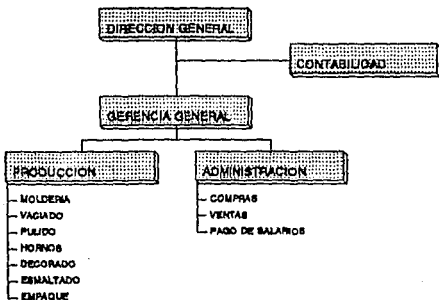 DIRECCION GENERAL
CONTABILIDAD
GERENCIA GENERAL
PRODUCCION
ADMINISTRACION
MOLDERIA
VACIADO
PULIDO
HORNOS
DECORADO
ESMALTADO
EMPAQUE
COMPRAS
VENTAS
PAGO DE SALARIOS